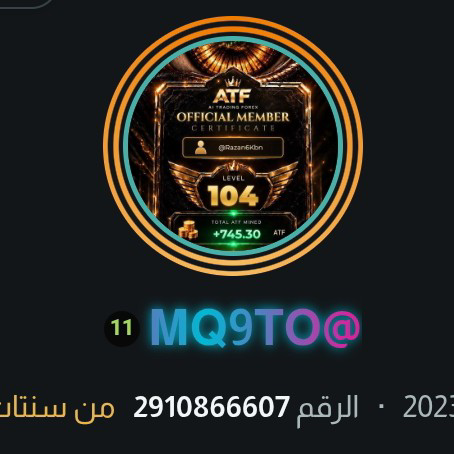 ATF
AI TRADING FOREX
OFFICIAL MEMBER
CERTIFICATE
@Razan6Kbn
LEVEL
104
TOTAL ATF MINED
+745.30 ATF
@MQ9TO 11
2023 · الرقم 2910866607 من سنتات